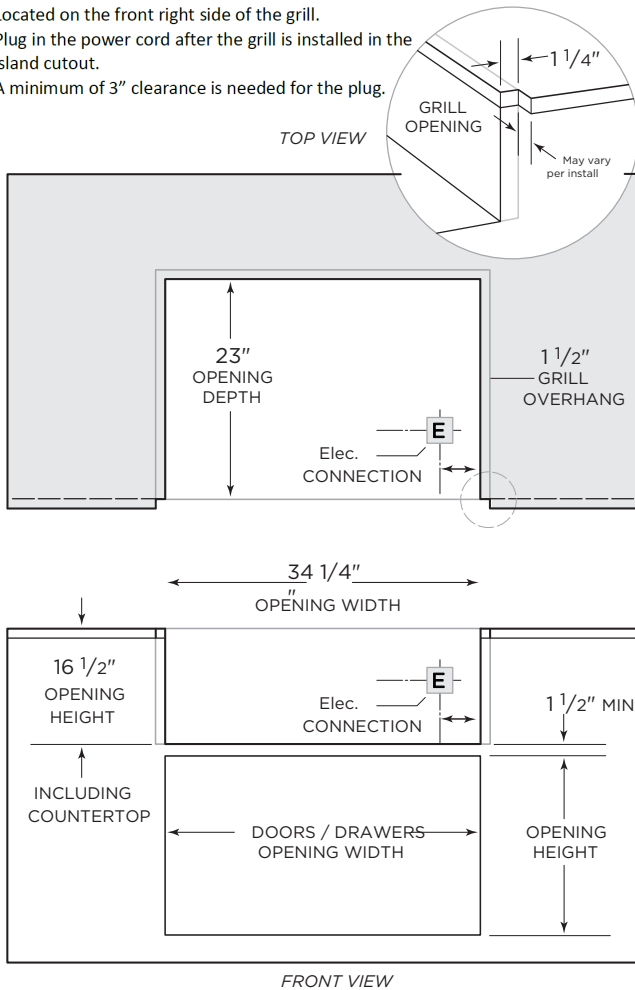 Located on the front right side of the grill.
Plug in the power cord after the grill is installed in the
island cutout.
A minimum of 3” clearance is needed for the plug.
1 1/4"
GRILL
OPENING
TOP VIEW
May vary
per install
23"
OPENING
DEPTH
1 1/2"
GRILL
OVERHANG
E
Elec.
CONNECTION
34 1/4"
"
OPENING WIDTH
16 1/2"
OPENING
HEIGHT
E
Elec.
CONNECTION
1 1/2" MIN
INCLUDING
COUNTERTOP
DOORS / DRAWERS
OPENING WIDTH
OPENING
HEIGHT
FRONT VIEW